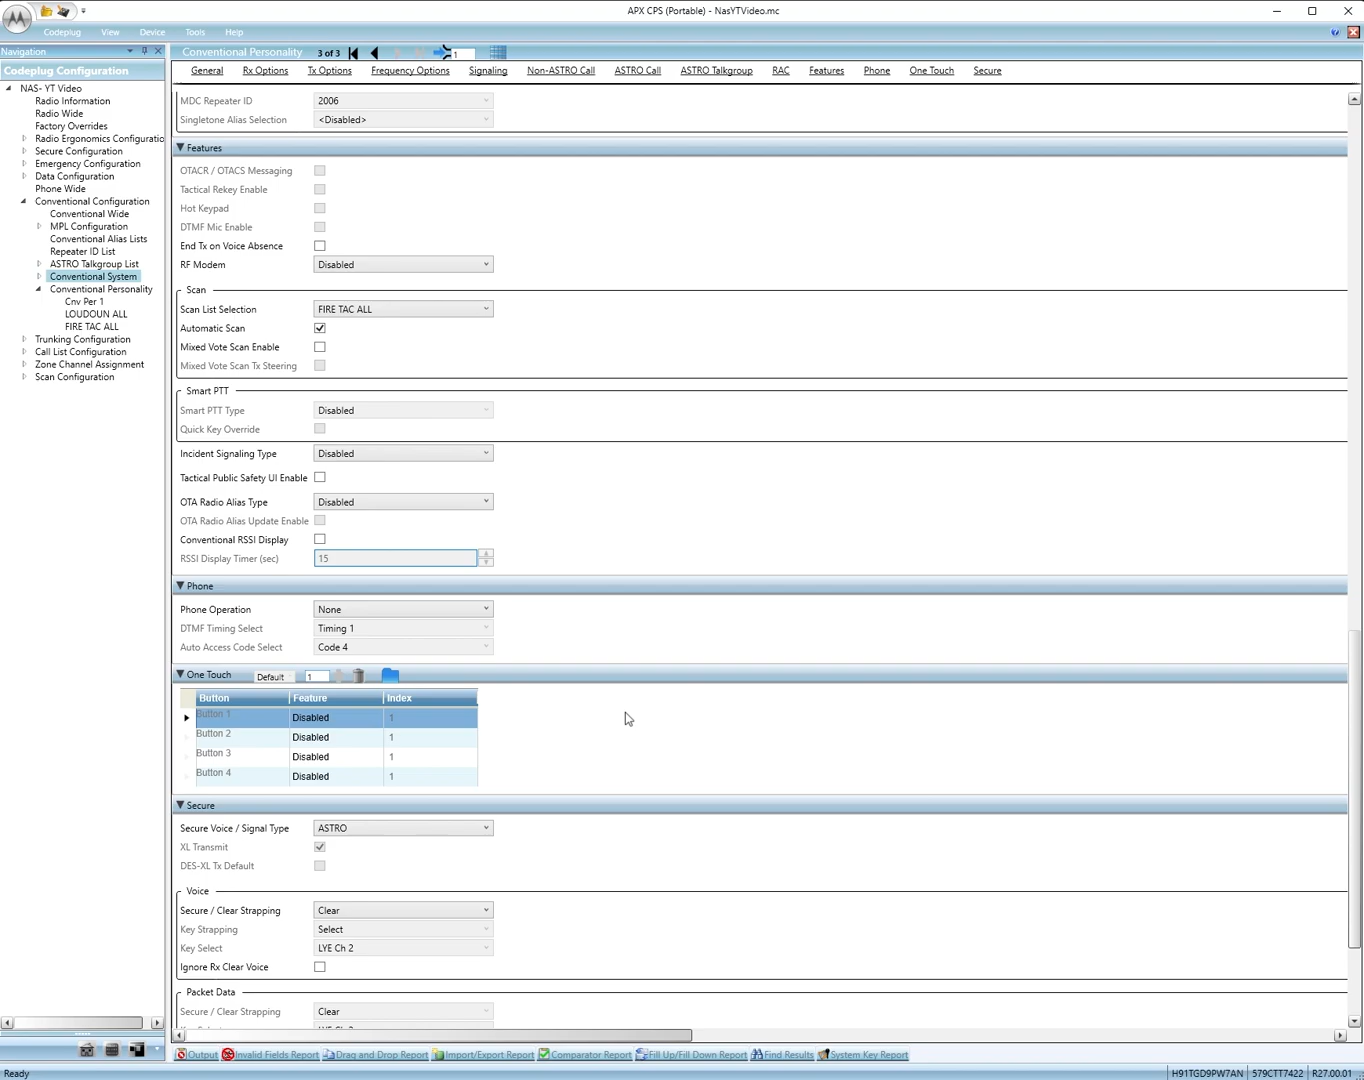 APX CPS (Portable) - NasYTVideo.mc
Codeplug View Device Tools Help
Navigation
Conventional Personality 3 of 3 1
Codeplug Configuration
General Rx Options Tx Options Frequency Options Signaling Non-ASTRO Call ASTRO Call ASTRO Talkgroup RAC Features Phone One Touch Secure
NAS- YT Video
Radio Information
Radio Wide
Factory Overrides
Radio Ergonomics Configuratio
Secure Configuration
Emergency Configuration
Data Configuration
Phone Wide
Conventional Configuration
Conventional Wide
MPL Configuration
Conventional Alias Lists
Repeater ID List
ASTRO Talkgroup List
Conventional System
Conventional Personality
Cnv Per 1
LOUDOUN ALL
FIRE TAC ALL
Trunking Configuration
Call List Configuration
Zone Channel Assignment
Scan Configuration
MDC Repeater ID 2006
Singletone Alias Selection <Disabled>
Features
OTACR / OTACS Messaging
Tactical Rekey Enable
Hot Keypad
DTMF Mic Enable
End Tx on Voice Absence
RF Modem Disabled
Scan
Scan List Selection FIRE TAC ALL
Automatic Scan
Mixed Vote Scan Enable
Mixed Vote Scan Tx Steering
Smart PTT
Smart PTT Type Disabled
Quick Key Override
Incident Signaling Type Disabled
Tactical Public Safety UI Enable
OTA Radio Alias Type Disabled
OTA Radio Alias Update Enable
Conventional RSSI Display
RSSI Display Timer (sec) 15
Phone
Phone Operation None
DTMF Timing Select Timing 1
Auto Access Code Select Code 4
One Touch Default 1
Button Feature Index
Button 1 Disabled 1
Button 2 Disabled 1
Button 3 Disabled 1
Button 4 Disabled 1
Secure
Secure Voice / Signal Type ASTRO
XL Transmit
DES-XL Tx Default
Voice
Secure / Clear Strapping Clear
Key Strapping Select
Key Select LYE Ch 2
Ignore Rx Clear Voice
Packet Data
Secure / Clear Strapping Clear
Output Invalid Fields Report Drag and Drop Report Import/Export Report Comparator Report Fill Up/Fill Down Report Find Results System Key Report
Ready H91TGD9PW7AN 579CTT7422 R27.00.01